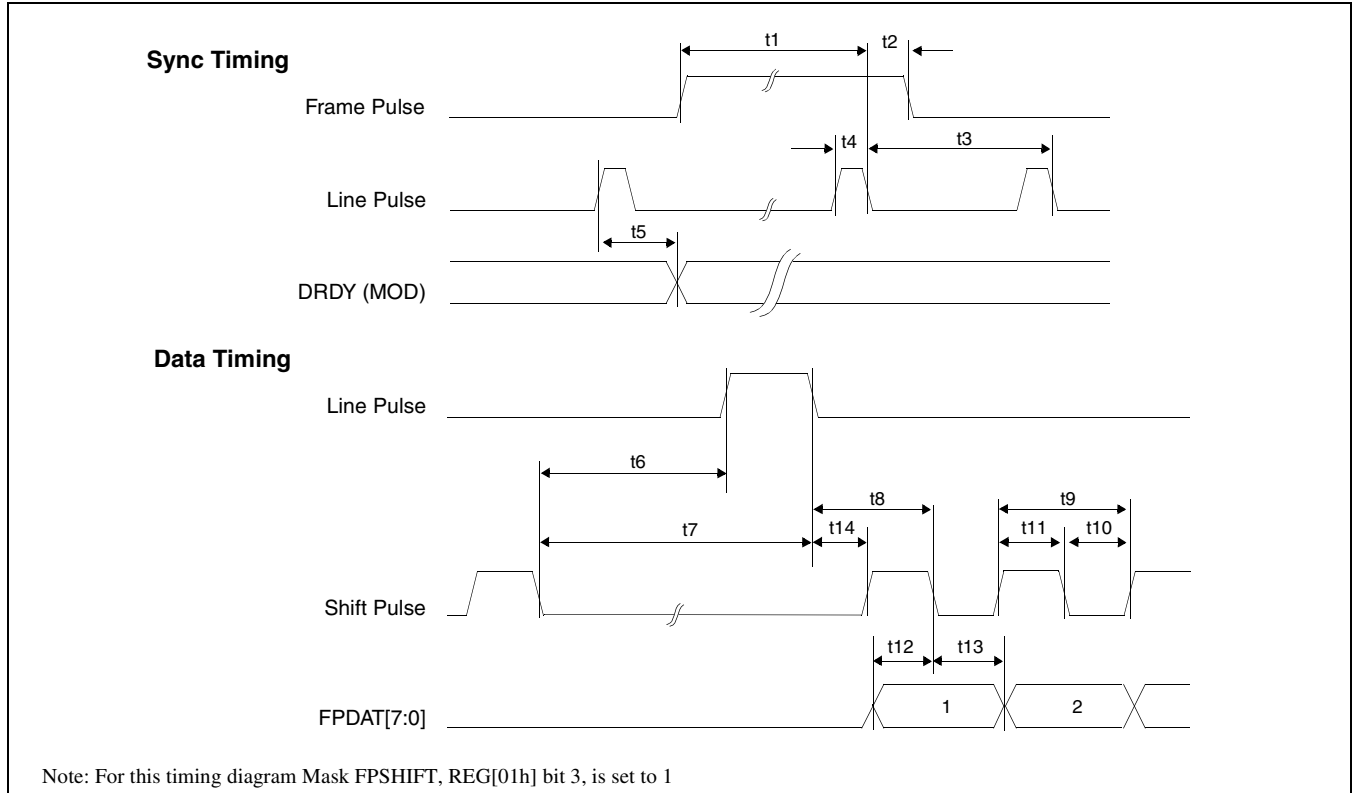 Sync Timing
t1
t2
Frame Pulse
t4
t3
Line Pulse
t5
DRDY (MOD)
Data Timing
Line Pulse
t6
t8
t9
t7
t14
t11
t10
Shift Pulse
t12
t13
FPDAT[7:0]
1
2
Note: For this timing diagram Mask FPSHIFT, REG[01h] bit 3, is set to 1